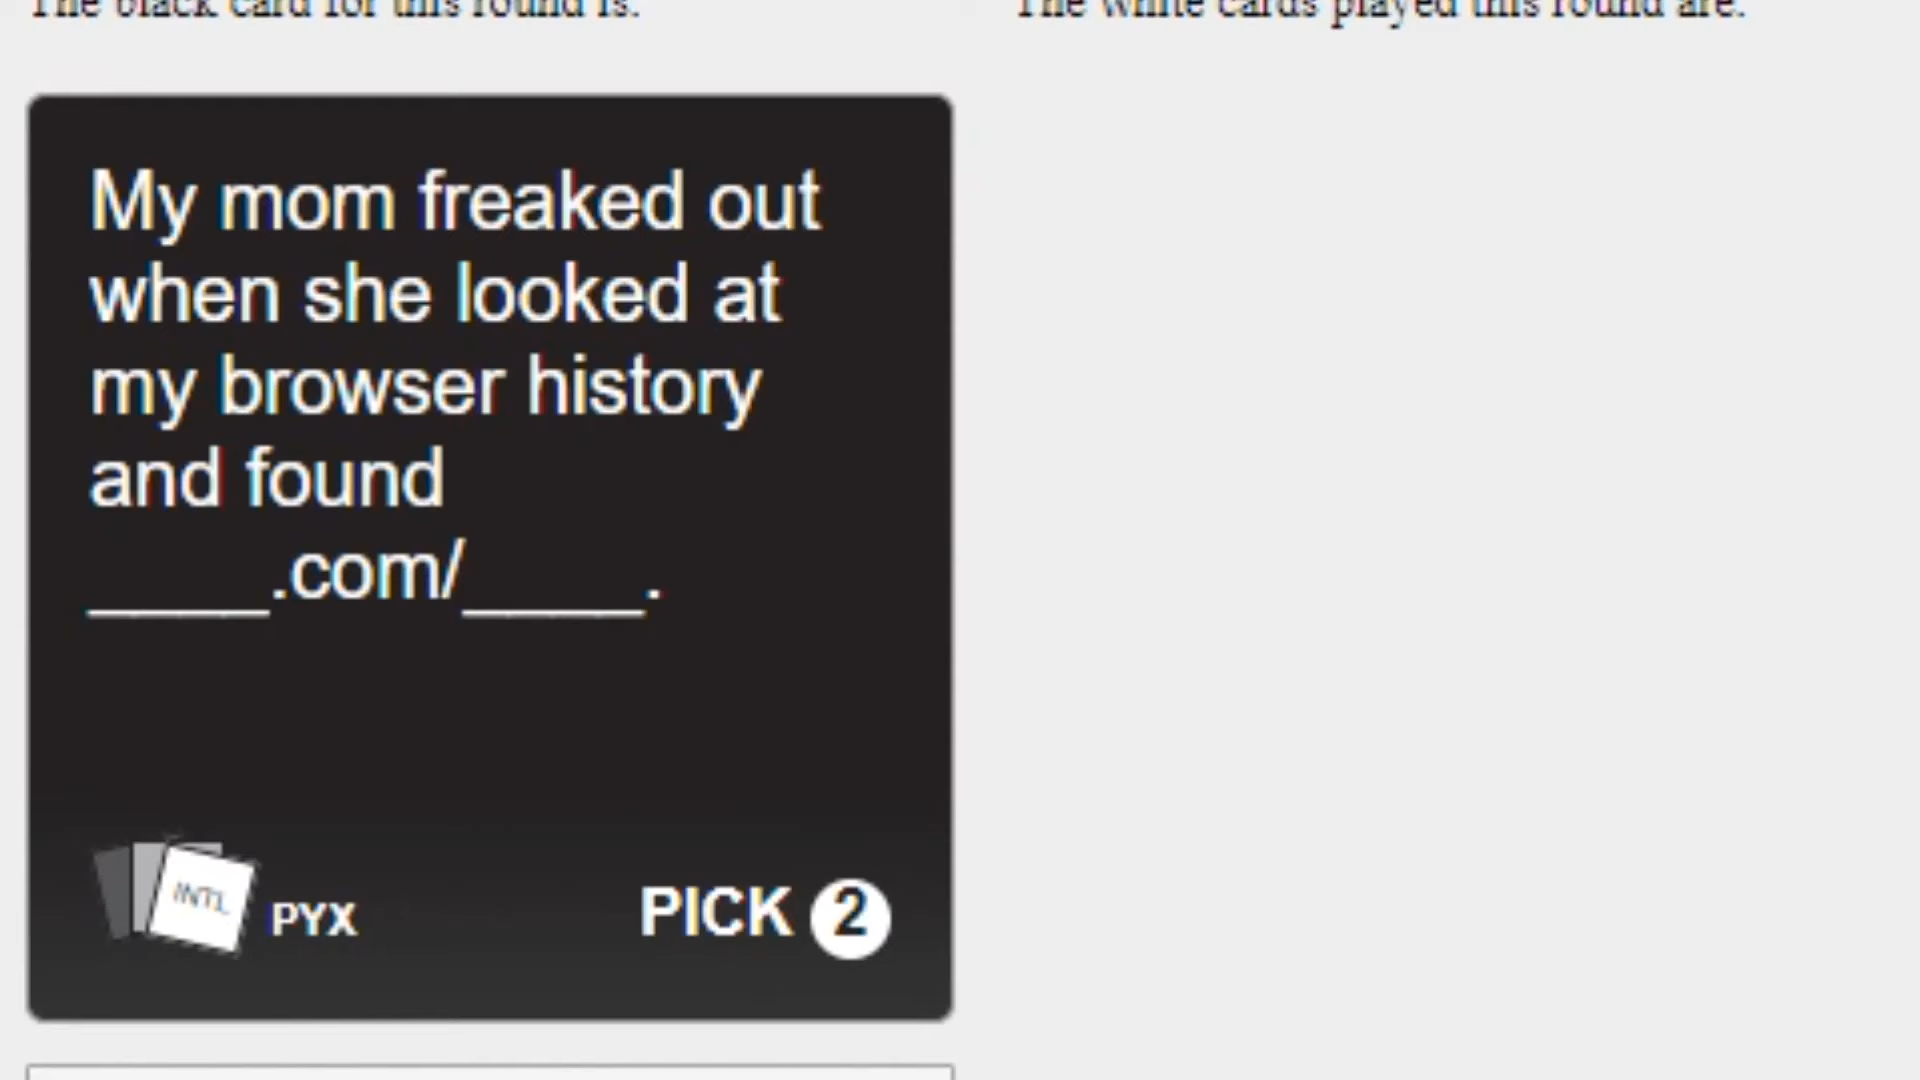 The black card for this round is:
The white cards played this round are:
My mom freaked out
when she looked at
my browser history
and found
____.com/____.
INTL
PYX
PICK 2